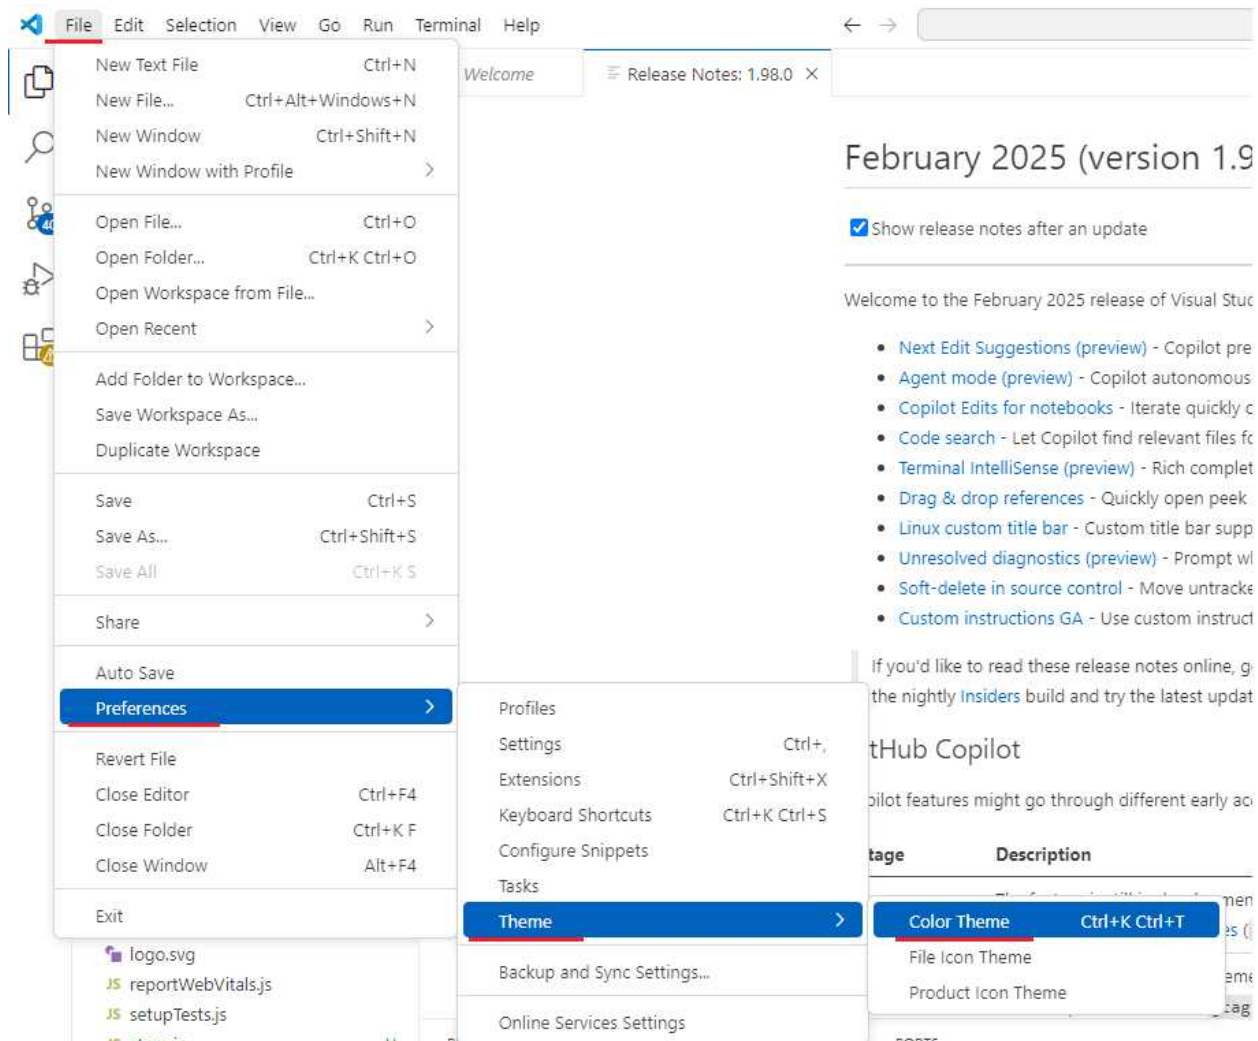 File Edit Selection View Go Run Terminal Help
Welcome
Release Notes: 1.98.0
New Text File Ctrl+N
New File... Ctrl+Alt+Windows+N
New Window Ctrl+Shift+N
New Window with Profile
Open File... Ctrl+O
Open Folder... Ctrl+K Ctrl+O
Open Workspace from File...
Open Recent
Add Folder to Workspace...
Save Workspace As...
Duplicate Workspace
Save Ctrl+S
Save As... Ctrl+Shift+S
Save All Ctrl+K S
Share
Auto Save
Preferences
Revert File
Close Editor Ctrl+F4
Close Folder Ctrl+K F
Close Window Alt+F4
Exit
logo.svg
JS reportWebVitals.js
JS setupTests.js
Profiles
Settings Ctrl+,
Extensions Ctrl+Shift+X
Keyboard Shortcuts Ctrl+K Ctrl+S
Configure Snippets
Tasks
Theme
Backup and Sync Settings...
Online Services Settings
Color Theme Ctrl+K Ctrl+T
File Icon Theme
Product Icon Theme
February 2025 (version 1.9
Show release notes after an update
Welcome to the February 2025 release of Visual
Next Edit Suggestions (preview) - Copilot pre
Agent mode (preview) - Copilot autonomous
Copilot Edits for notebooks - Iterate quickly
Code search - Let Copilot find relevant files
Terminal IntelliSense (preview) - Rich complet
Drag & drop references - Quickly open peek
Linux custom title bar - Custom title bar supp
Unresolved diagnostics (preview) - Prompt
Soft-delete in source control - Move untracke
Custom instructions GA - Use custom instruct
If you'd like to read these release notes online,
the nightly Insiders build and try the latest updat
tHub Copilot
pilot features might go through different early
tage Description